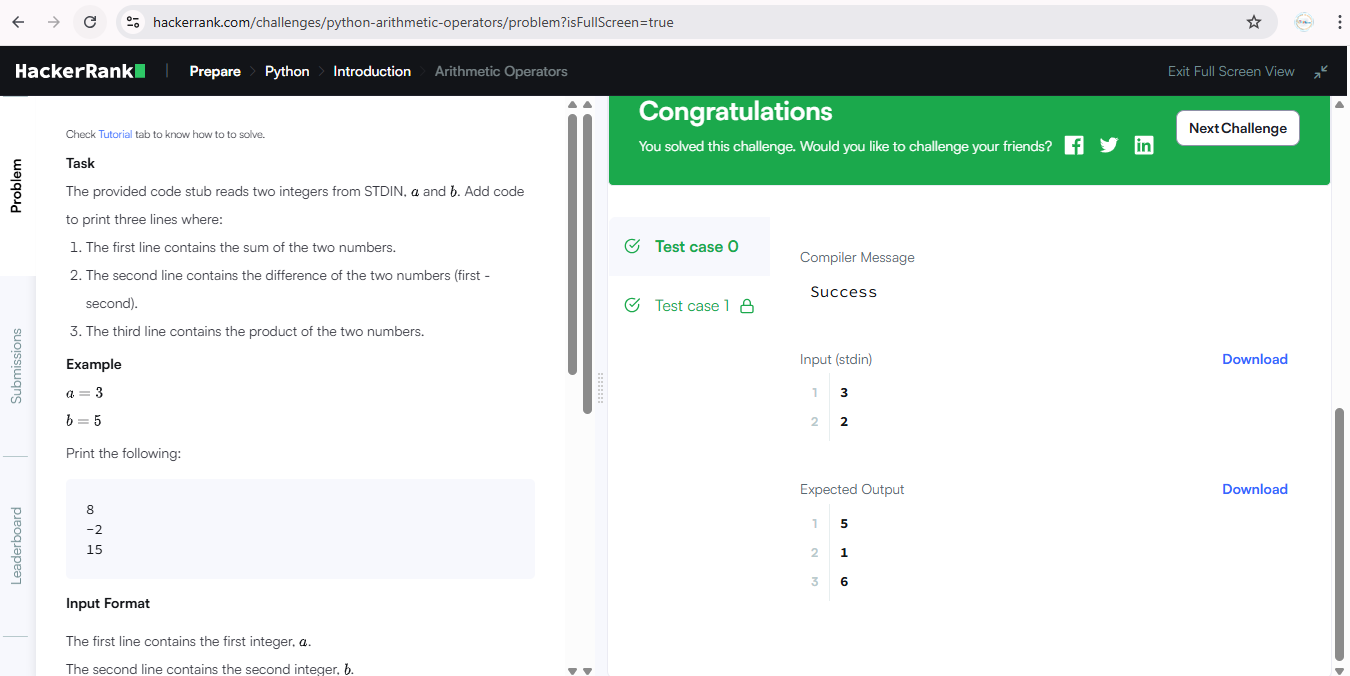 hackerrank.com/challenges/python-arithmetic-operators/problem?isFullScreen=true
HackerRank
Prepare
Python
Introduction
Arithmetic Operators
Exit Full Screen View
Problem
Submissions
Leaderboard
Check Tutorial tab to know how to to solve.
Task
The provided code stub reads two integers from STDIN, a and b. Add code
to print three lines where:
1. The first line contains the sum of the two numbers.
2. The second line contains the difference of the two numbers (first -
second).
3. The third line contains the product of the two numbers.
Example
a = 3
b = 5
Print the following:
8
-2
15
Input Format
The first line contains the first integer, a.
The second line contains the second integer, b.
Congratulations
You solved this challenge. Would you like to challenge your friends?
Next Challenge
Test case 0
Test case 1
Compiler Message
Success
Input (stdin)
Download
1 3
2 2
Expected Output
Download
1 5
2 1
3 6